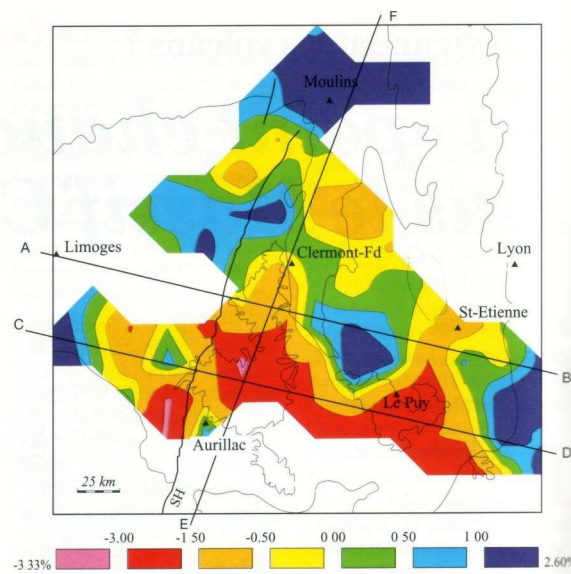 F
Moulins
A
Limoges
Clermont-Fd
Lyon
St-Etienne
C
B
Le Puy
Aurillac
D
25 km
SH
E
-3.00 -1 50 -0.50 0 00 0 50 1 00
-3.33% 2.60%